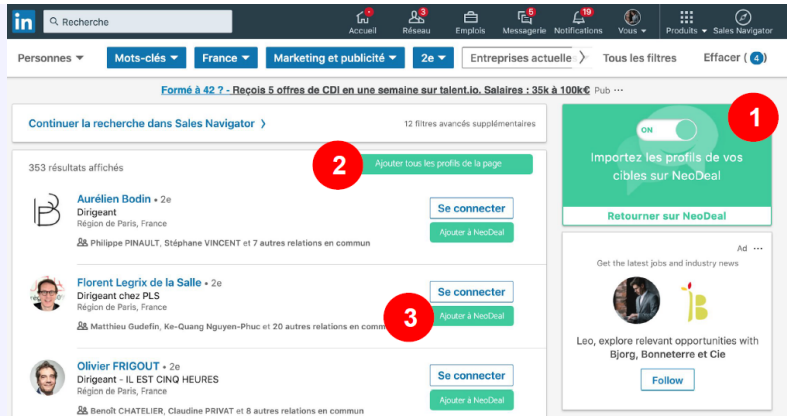 in Recherche
3 6 19
Accueil Réseau Emplois Messagerie Notifications Vous Produits Sales Navigator
Personnes Mots-clés France Marketing et publicité 2e Entreprises actuelle Tous les filtres Effacer ( 4 )
Formé à 42 ? - Reçois 5 offres de CDI en une semaine sur talent.io. Salaires : 35k à 100k€ Pub ···
Continuer la recherche dans Sales Navigator
12 filtres avancés supplémentaires
353 résultats affichés
2
Ajouter tous les profils de la page
Aurélien Bodin • 2e
Dirigeant
Région de Paris, France
Philippe PINAULT, Stéphane VINCENT et 7 autres relations en commun
Se connecter
Ajouter à NeoDeal
Florent Legrix de la Salle • 2e
Dirigeant chez PLS
Région de Paris, France
Matthieu Gudefin, Ke-Quang Nguyen-Phuc et 20 autres relations en comm
Se connecter
3
Ajouter à NeoDeal
Olivier FRIGOUT • 2e
Dirigeant - IL EST CINQ HEURES
Région de Paris, France
Benoît CHATELIER, Claudine PRIVAT et 8 autres relations en commun
Se connecter
Ajouter à NeoDeal
1
ON
Importez les profils de vos
cibles sur NeoDeal
Retourner sur NeoDeal
Ad ···
Get the latest jobs and industry news
Leo, explore relevant opportunities with
Bjorg, Bonneterre et Cie
Follow